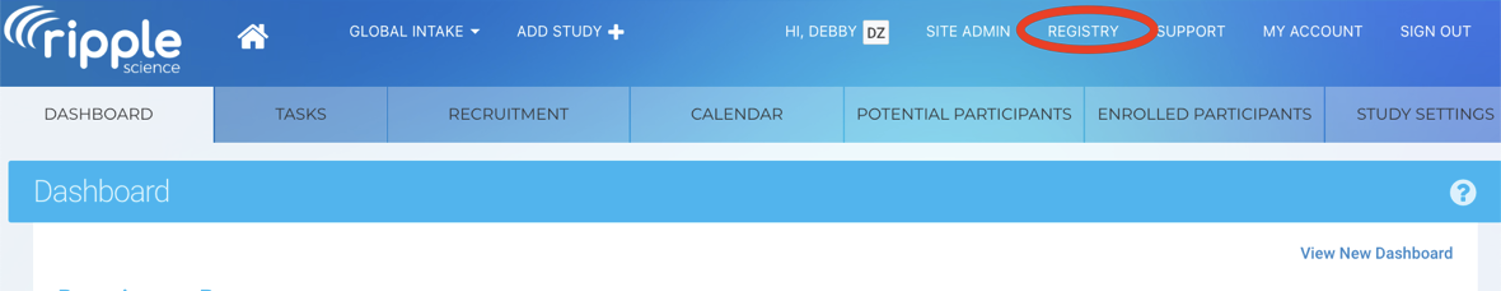 ripple
science
GLOBAL INTAKE
ADD STUDY
HI, DEBBY DZ
SITE ADMIN
REGISTRY
SUPPORT
MY ACCOUNT
SIGN OUT
DASHBOARD
TASKS
RECRUITMENT
CALENDAR
POTENTIAL PARTICIPANTS
ENROLLED PARTICIPANTS
STUDY SETTINGS
Dashboard
?
View New Dashboard